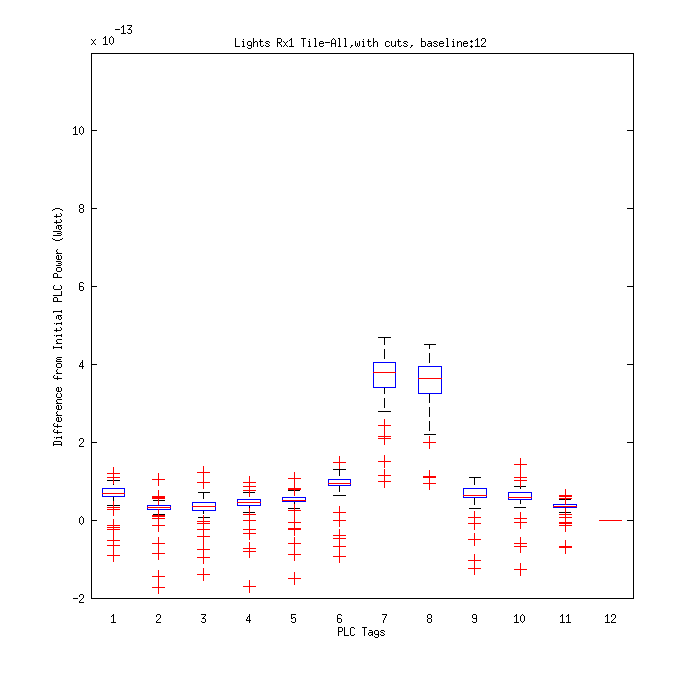 x 10 -13
Lights Rx1 Tile-All,with cuts, baseline:12
10
8
6
4
2
0
-2
Difference from Initial PLC Power (Watt)
1 2 3 4 5 6 7 8 9 10 11 12
PLC Tags